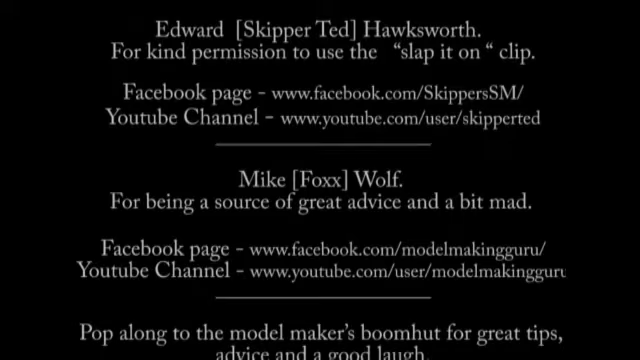 Edward [Skipper Ted] Hawksworth.
For kind permission to use the “slap it on “ clip.
Facebook page - www.facebook.com/SkippersSM/
Youtube Channel - www.youtube.com/user/skipperted
Mike [Foxx] Wolf.
For being a source of great advice and a bit mad.
Facebook page - www.facebook.com/modelmakingguru/
Youtube Channel - www.youtube.com/user/modelmakingguru
Pop along to the model maker's boomhut for great tips,
advice and a good laugh.